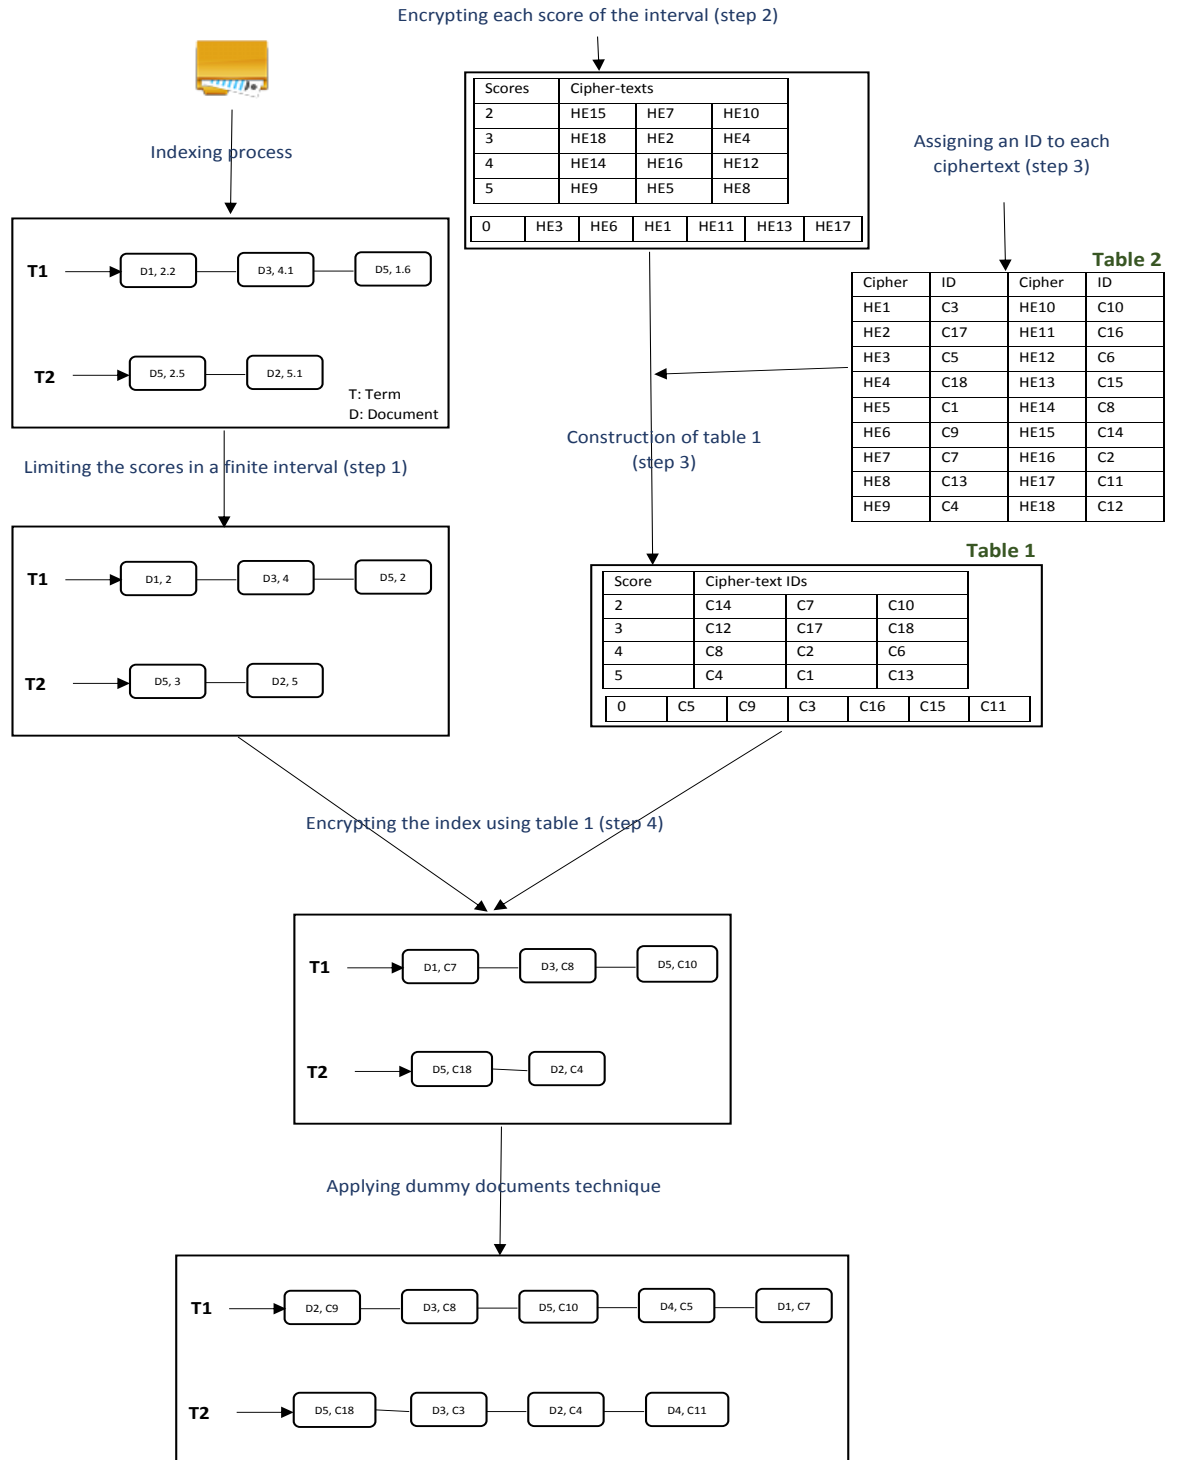 Encrypting each score of the interval (step 2)
Indexing process
Scores Cipher-texts
2 HE15 HE7 HE10
3 HE18 HE2 HE4
4 HE14 HE16 HE12
5 HE9 HE5 HE8
0 HE3 HE6 HE1 HE11 HE13 HE17
Assigning an ID to each
ciphertext (step 3)
T1 D1, 2.2 D3, 4.1 D5, 1.6
T2 D5, 2.5 D2, 5.1
T: Term
D: Document
Table 2
Cipher ID Cipher ID
HE1 C3 HE10 C10
HE2 C17 HE11 C16
HE3 C5 HE12 C6
HE4 C18 HE13 C15
HE5 C1 HE14 C8
HE6 C9 HE15 C14
HE7 C7 HE16 C2
HE8 C13 HE17 C11
HE9 C4 HE18 C12
Limiting the scores in a finite interval (step 1)
Construction of table 1
(step 3)
T1 D1, 2 D3, 4 D5, 2
T2 D5, 3 D2, 5
Table 1
Score Cipher-text IDs
2 C14 C7 C10
3 C12 C17 C18
4 C8 C2 C6
5 C4 C1 C13
0 C5 C9 C3 C16 C15 C11
Encrypting the index using table 1 (step 4)
T1 D1, C7 D3, C8 D5, C10
T2 D5, C18 D2, C4
Applying dummy documents technique
T1 D2, C9 D3, C8 D5, C10 D4, C5 D1, C7
T2 D5, C18 D3, C3 D2, C4 D4, C11